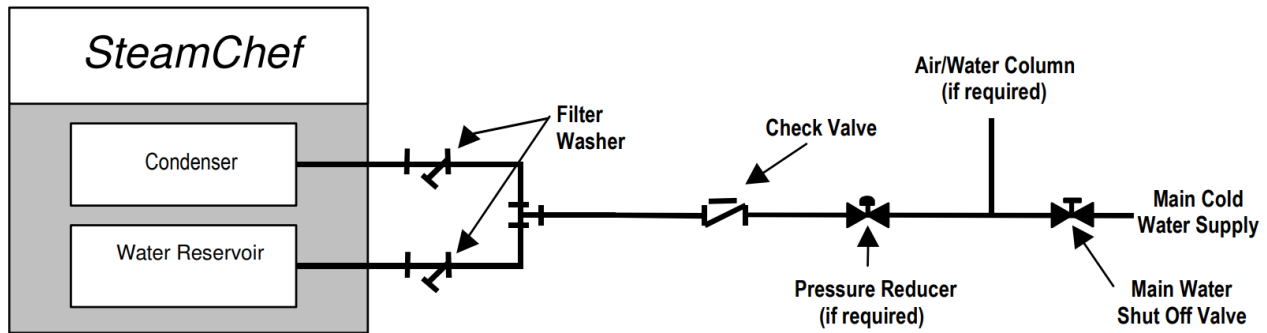 SteamChef
Condenser
Water Reservoir
Filter
Washer
Check Valve
Air/Water Column
(if required)
Pressure Reducer
(if required)
Main Cold
Water Supply
Main Water
Shut Off Valve